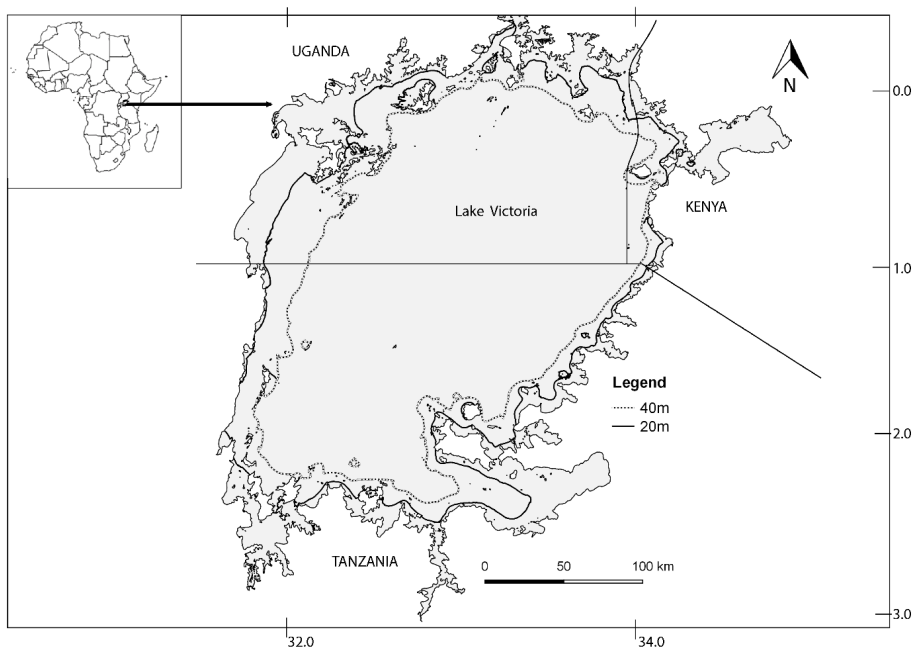 UGANDA
N
0.0
Lake Victoria
KENYA
1.0
Legend
40m
20m
2.0
TANZANIA
0 50 100 km
3.0
32.0 34.0